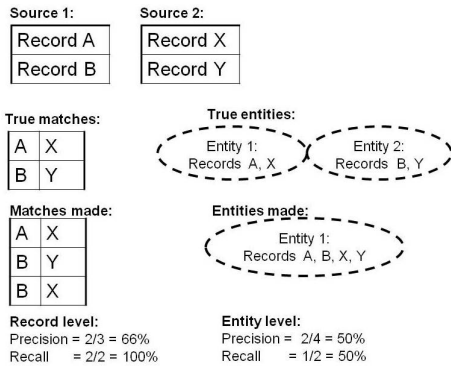 Source 1:
Source 2:
Record A
Record B
Record X
Record Y
True matches:
A X
B Y
True entities:
Entity 1:
Records A, X
Entity 2:
Records B, Y
Matches made:
A X
B Y
B X
Entities made:
Entity 1:
Records A, B, X, Y
Record level:
Precision = 2/3 = 66%
Recall = 2/2 = 100%
Entity level:
Precision = 2/4 = 50%
Recall = 1/2 = 50%